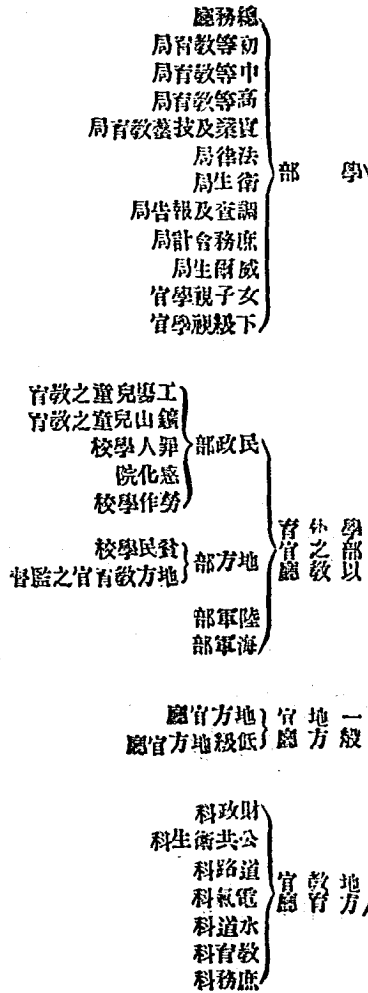 學部
總務廳
初等教育局
中等教育局
高等教育局
實業及技藝教育局
法律局
衛生局
調查及報告局
庶務會計局
威爾生局
女子視學官
下級視學官
學部以
外之教
育官廳
民政部
工塲兒童之教育
鑛山兒童之教育
罪人學校
感化院
勞作學校
地方部
貧民學校
地方教育官之監督
陸軍部
海軍部
一般
地方
官廳
地方官廳
低級地方官廳
地方
教育
官廳
財政科
公共衛生科
道路科
電氣科
水道科
教育科
庶務科